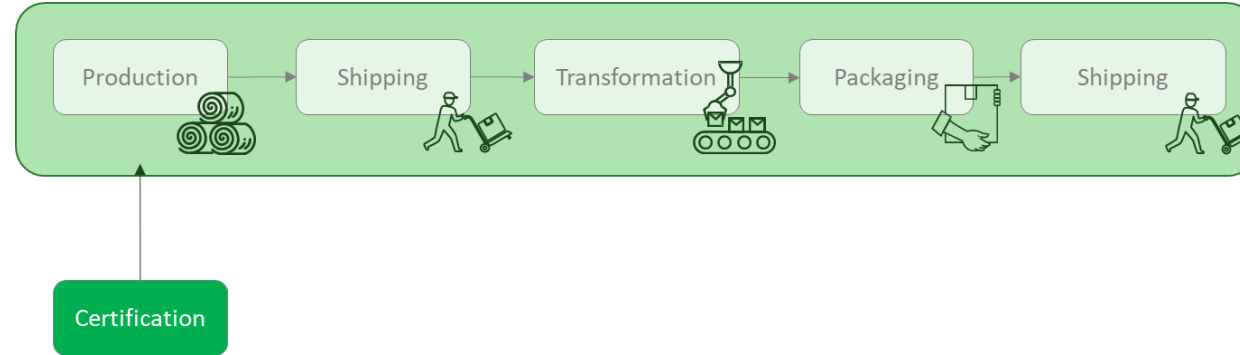 Production
Shipping
Transformation
Packaging
Shipping
Certification